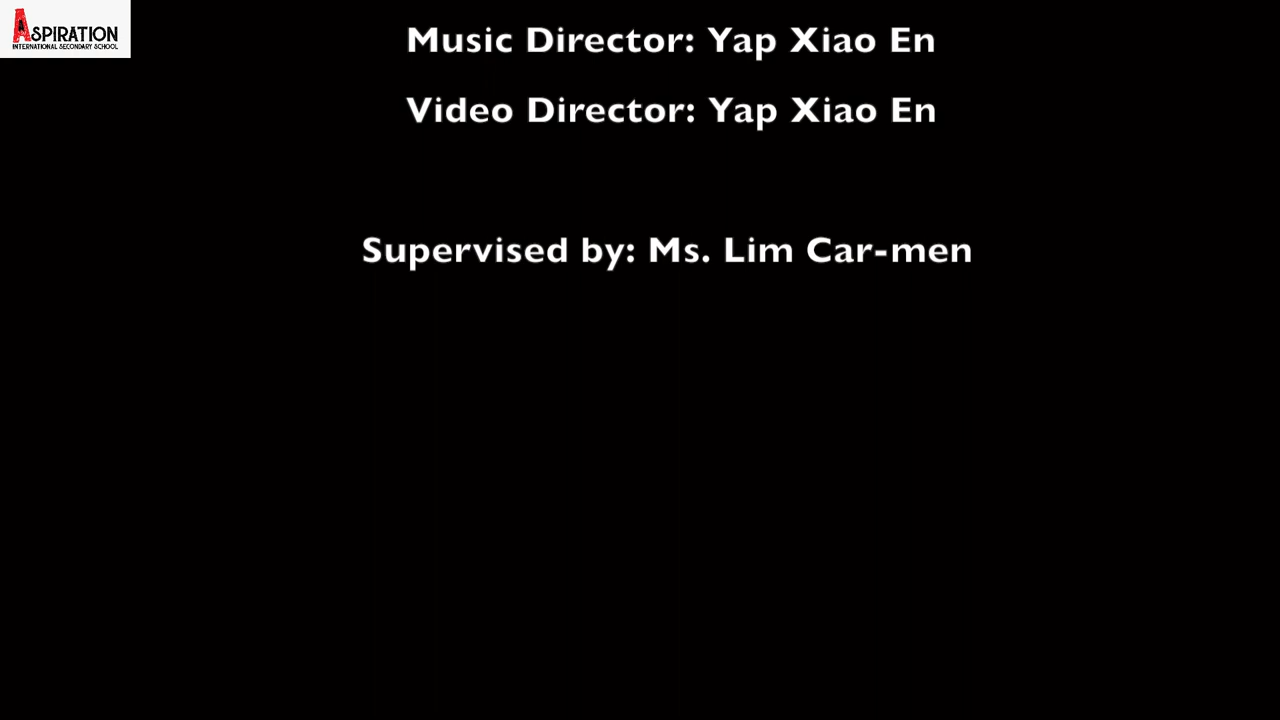 ASPIRATION
INTERNATIONAL SECONDARY SCHOOL
Music Director: Yap Xiao En
Video Director: Yap Xiao En
Supervised by: Ms. Lim Car-men